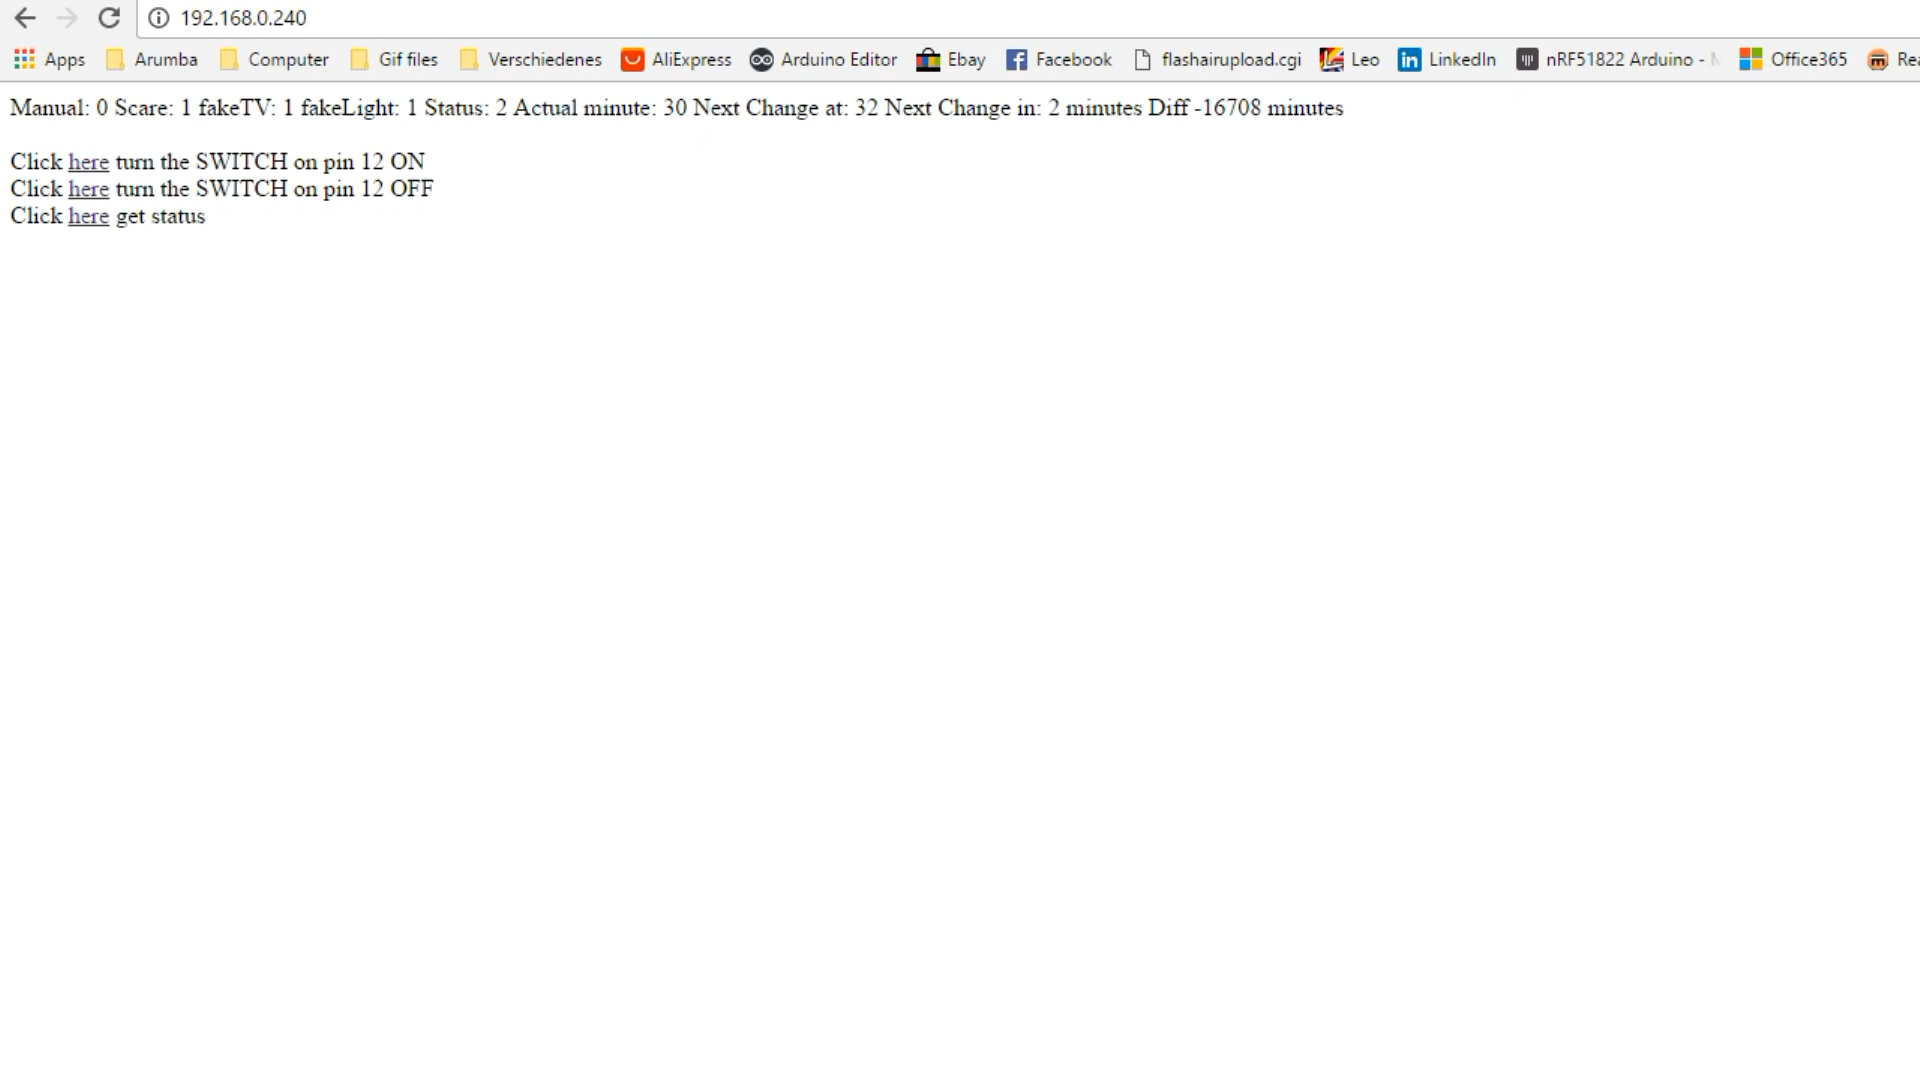 192.168.0.240
Apps Arumba Computer Gif files Verschiedenes AliExpress Arduino Editor Ebay Facebook flashairupload.cgi Leo LinkedIn nRF51822 Arduino - Office365
Manual: 0 Scare: 1 fakeTV: 1 fakeLight: 1 Status: 2 Actual minute: 30 Next Change at: 32 Next Change in: 2 minutes Diff -16708 minutes
Click here turn the SWITCH on pin 12 ON
Click here turn the SWITCH on pin 12 OFF
Click here get status